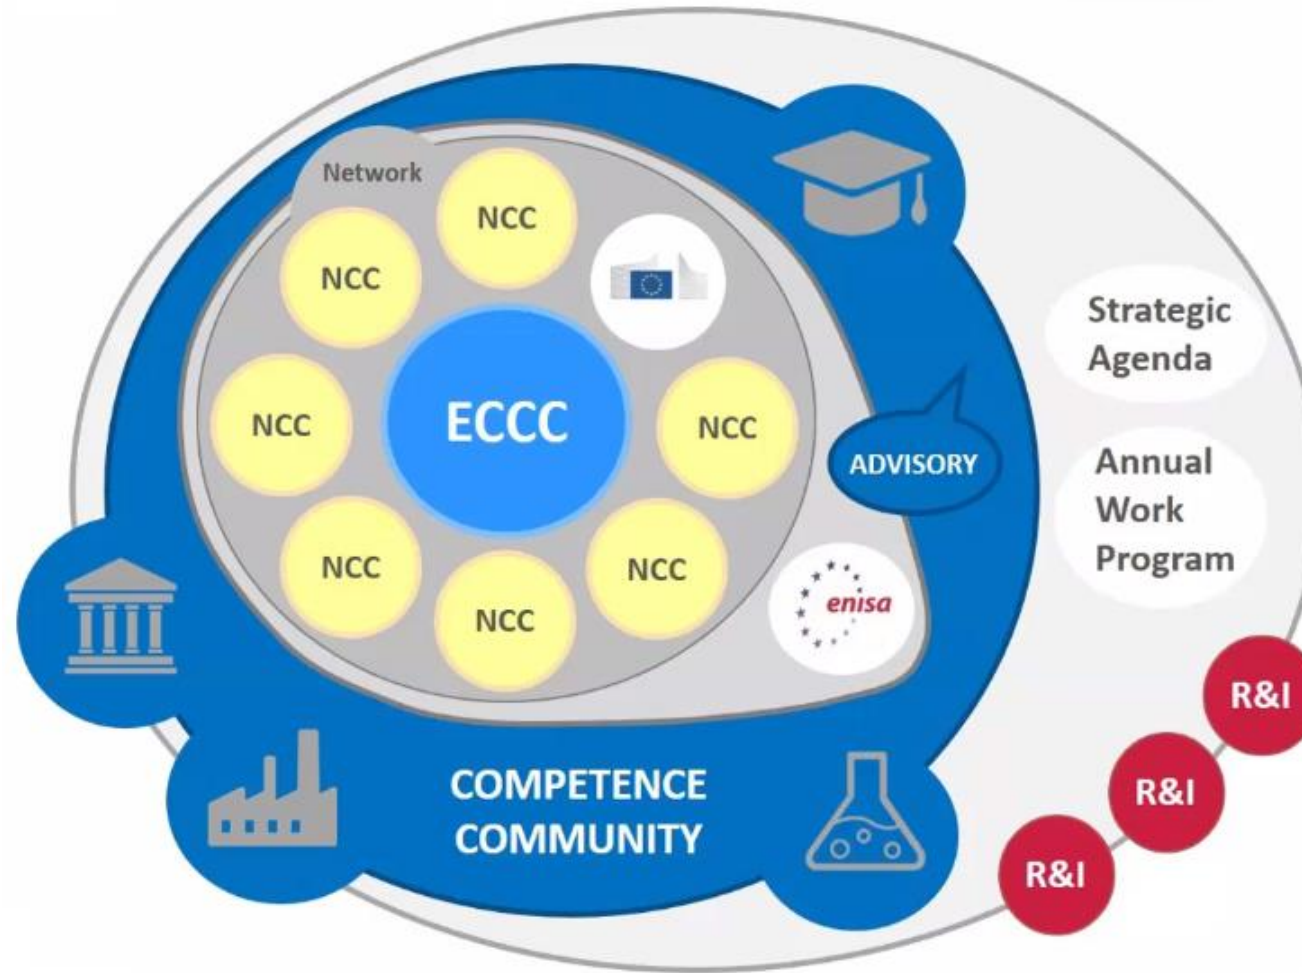 Network
NCC
NCC
NCC
ECCC
NCC
NCC
NCC
NCC
ADVISORY
enisa
Strategic
Agenda
Annual
Work
Program
COMPETENCE
COMMUNITY
R&I
R&I
R&I